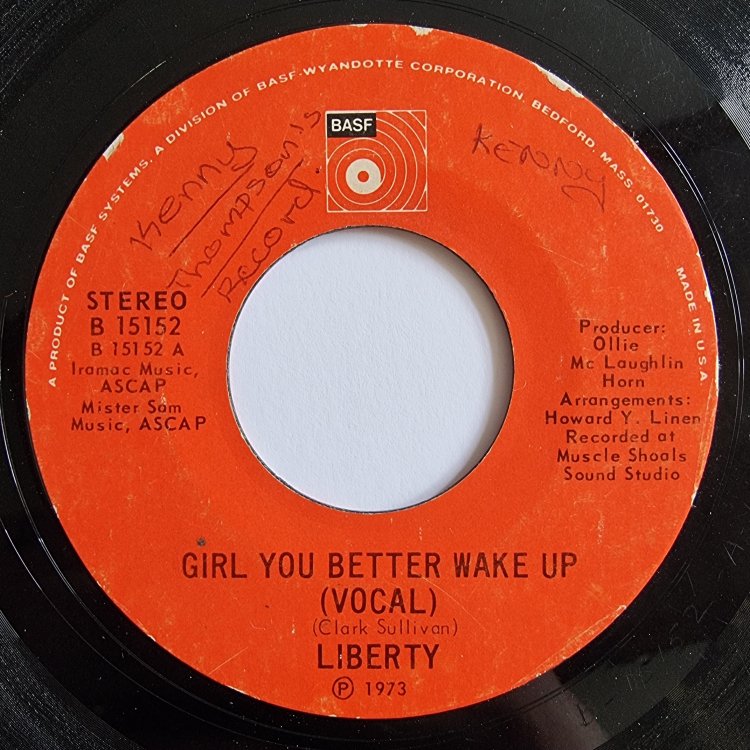 A PRODUCT OF BASF SYSTEMS, A DIVISION OF BASF-WYANDOTTE CORPORATION, BEDFORD, MASS. 01730
MADE IN U.S.A.
BASF
Kenny
Thompson's
Record.
KENNY
STEREO
B 15152
B 15152 A
Iramac Music,
ASCAP
Mister Sam
Music, ASCAP
Producer:
Ollie
Mc Laughlin
Horn
Arrangements:
Howard Y. Linen
Recorded at
Muscle Shoals
Sound Studio
GIRL YOU BETTER WAKE UP
(VOCAL)
(Clark Sullivan)
LIBERTY
Ⓟ 1973